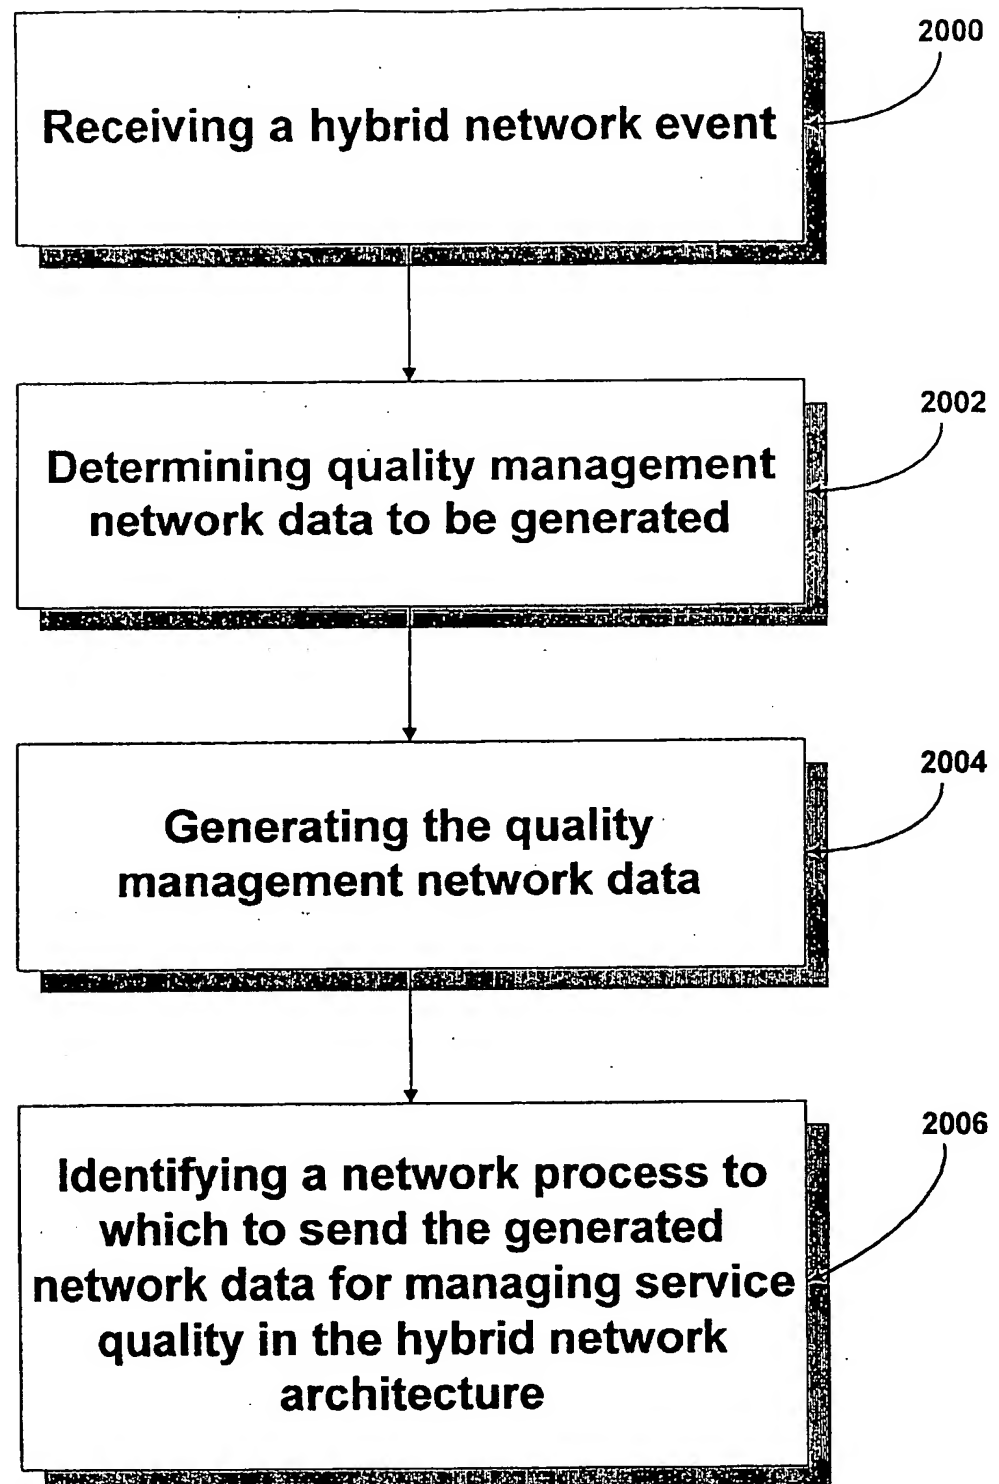 2000
Receiving a hybrid network event
2002
Determining quality management
network data to be generated
2004
Generating the quality
management network data
2006
Identifying a network process to
which to send the generated
network data for managing service
quality in the hybrid network
architecture